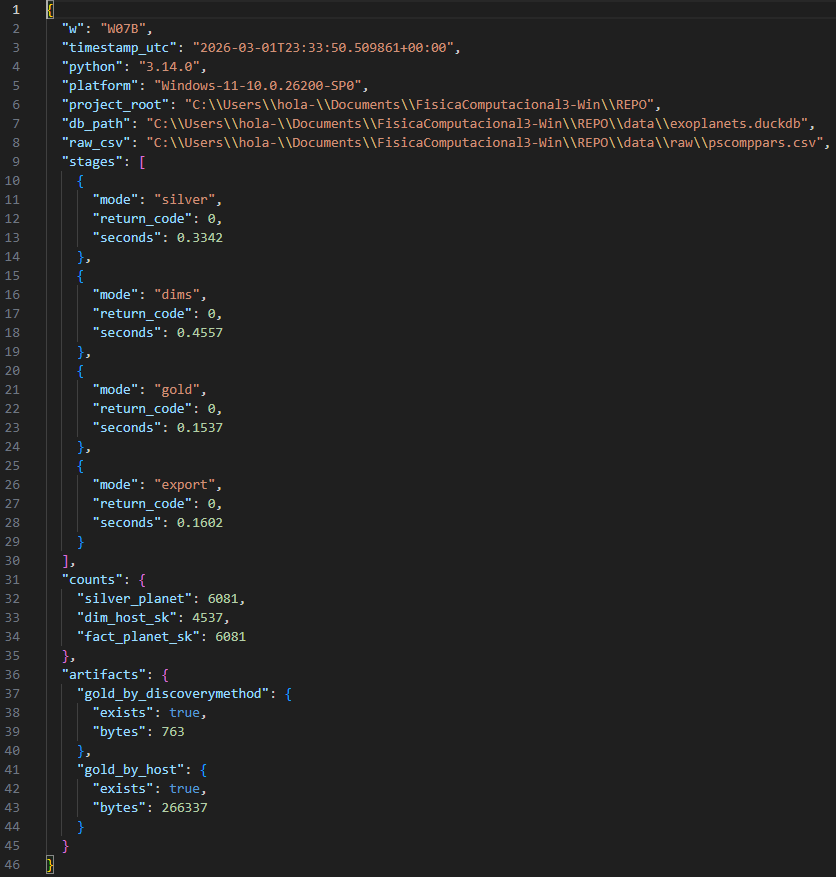 1 {
2 "w": "W07B",
3 "timestamp_utc": "2026-03-01T23:33:50.509861+00:00",
4 "python": "3.14.0",
5 "platform": "Windows-11-10.0.26200-SP0",
6 "project_root": "C:\\Users\\hola-\\Documents\\FisicaComputacional3-Win\\REPO",
7 "db_path": "C:\\Users\\hola-\\Documents\\FisicaComputacional3-Win\\REPO\\data\\exoplanets.duckdb",
8 "raw_csv": "C:\\Users\\hola-\\Documents\\FisicaComputacional3-Win\\REPO\\data\\raw\\pscomppars.csv",
9 "stages": [
10 {
11 "mode": "silver",
12 "return_code": 0,
13 "seconds": 0.3342
14 },
15 {
16 "mode": "dims",
17 "return_code": 0,
18 "seconds": 0.4557
19 },
20 {
21 "mode": "gold",
22 "return_code": 0,
23 "seconds": 0.1537
24 },
25 {
26 "mode": "export",
27 "return_code": 0,
28 "seconds": 0.1602
29 }
30 ],
31 "counts": {
32 "silver_planet": 6081,
33 "dim_host_sk": 4537,
34 "fact_planet_sk": 6081
35 },
36 "artifacts": {
37 "gold_by_discoverymethod": {
38 "exists": true,
39 "bytes": 763
40 },
41 "gold_by_host": {
42 "exists": true,
43 "bytes": 266337
44 }
45 }
46 }